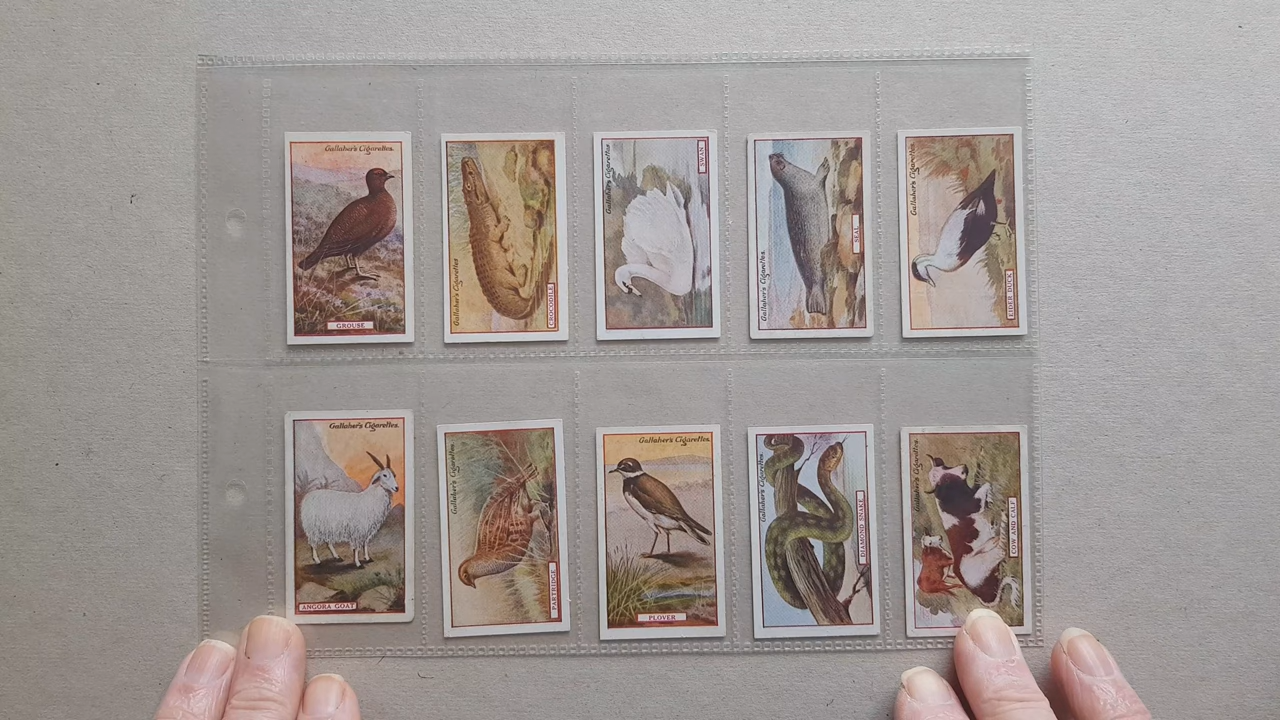 Gallaher's Cigarettes.
GROUSE
Gallaher's Cigarettes
CROCODILE
Gallaher's Cigarettes
SWAN
Gallaher's Cigarettes.
SEAL
Gallaher's Cigarettes
EIDER DUCK
Gallaher's Cigarettes.
ANGORA GOAT
Gallaher's Cigarettes.
PARTRIDGE
Gallaher's Cigarettes.
PLOVER
Gallaher's Cigarettes.
DIAMOND SNAKE
Gallaher's Cigarettes.
COW AND CALF